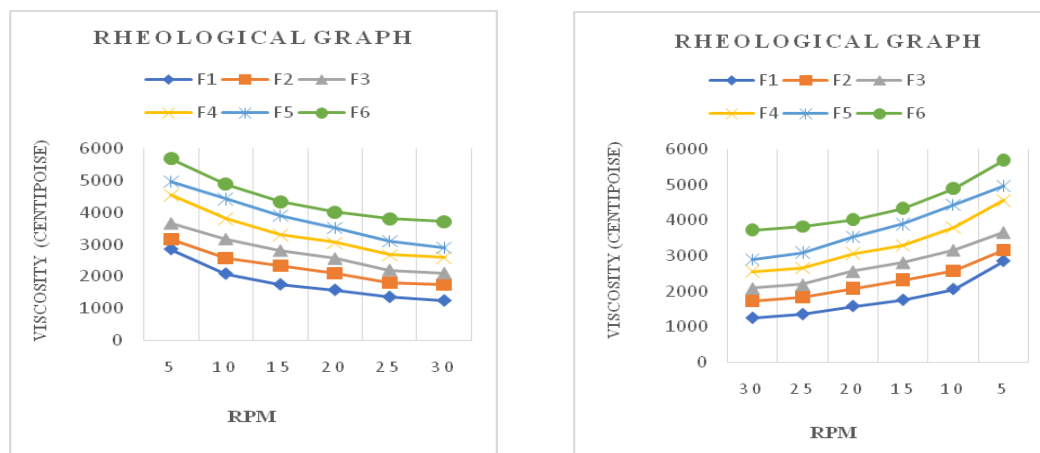 RHEOLOGICAL GRAPH
F1 F2 F3
F4 F5 F6
VISCOSITY (CENTIPOISE)
6000
5000
4000
3000
2000
1000
0
5 10 15 20 25 30
RPM
RHEOLOGICAL GRAPH
F1 F2 F3
F4 F5 F6
VISCOSITY (CENTIPOISE)
6000
5000
4000
3000
2000
1000
0
30 25 20 15 10 5
RPM